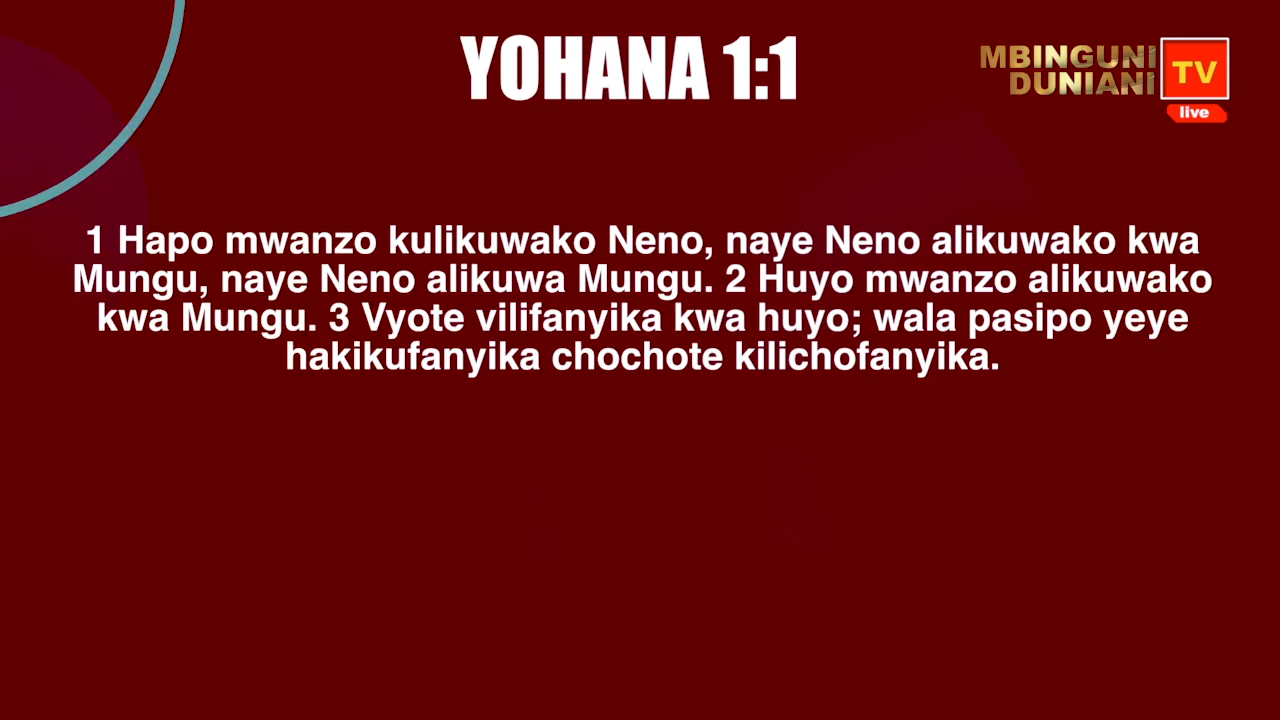 YOHANA 1:1
MBINGUNI
DUNIANI
TV
live
1 Hapo mwanzo kulikuwako Neno, naye Neno alikuwako kwa
Mungu, naye Neno alikuwa Mungu. 2 Huyo mwanzo alikuwako
kwa Mungu. 3 Vyote vilifanyika kwa huyo; wala pasipo yeye
hakikufanyika chochote kilichofanyika.